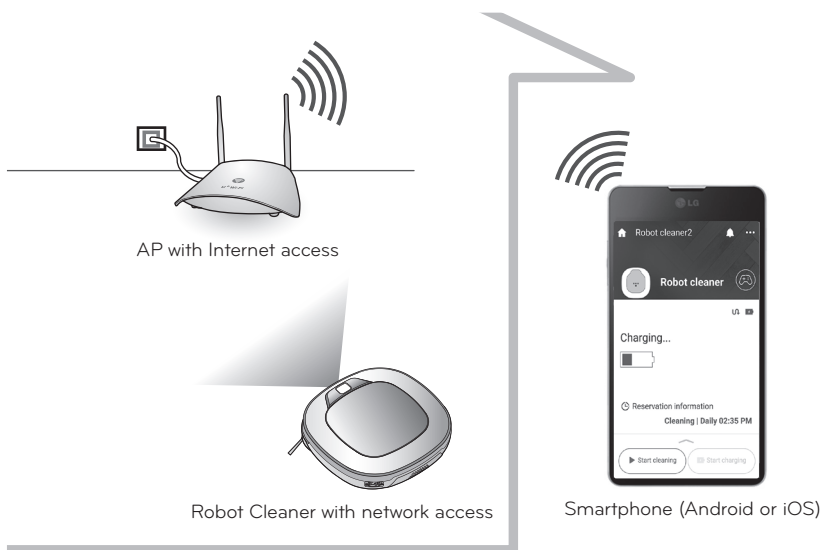 AP with Internet access
Robot Cleaner with network access
LG
Robot cleaner2
Robot cleaner
Charging...
Reservation information
Cleaning | Daily 02:35 PM
Start cleaning
Start charging
Smartphone (Android or iOS)